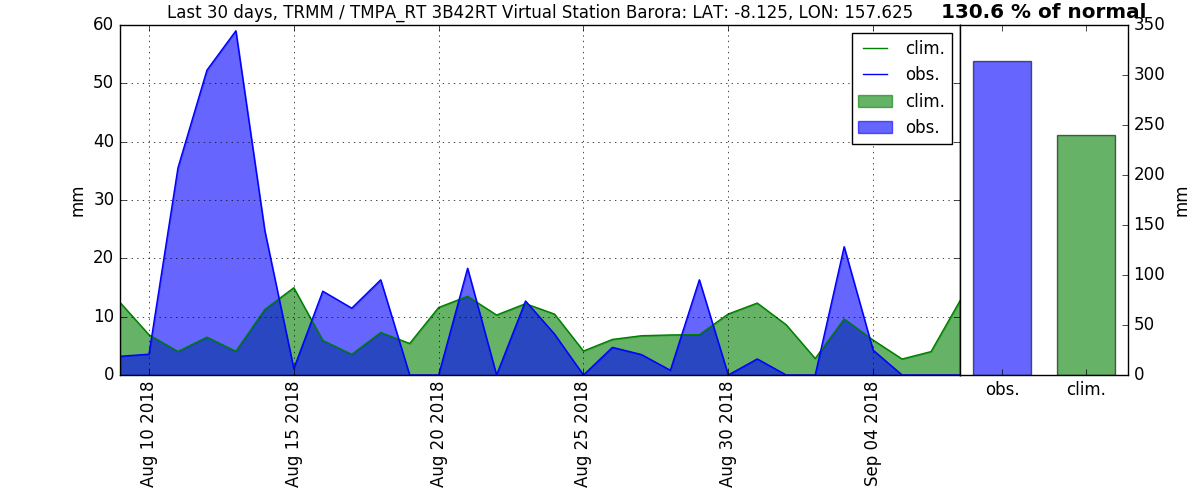 Last 30 days, TRMM / TMPA_RT 3B42RT Virtual Station Barora: LAT: -8.125, LON: 157.625
130.6 % of normal
60
50
40
30
20
10
0
mm
clim.
obs.
clim.
obs.
350
300
250
200
150
100
50
0
mm
Aug 10 2018
Aug 15 2018
Aug 20 2018
Aug 25 2018
Aug 30 2018
Sep 04 2018
obs.
clim.